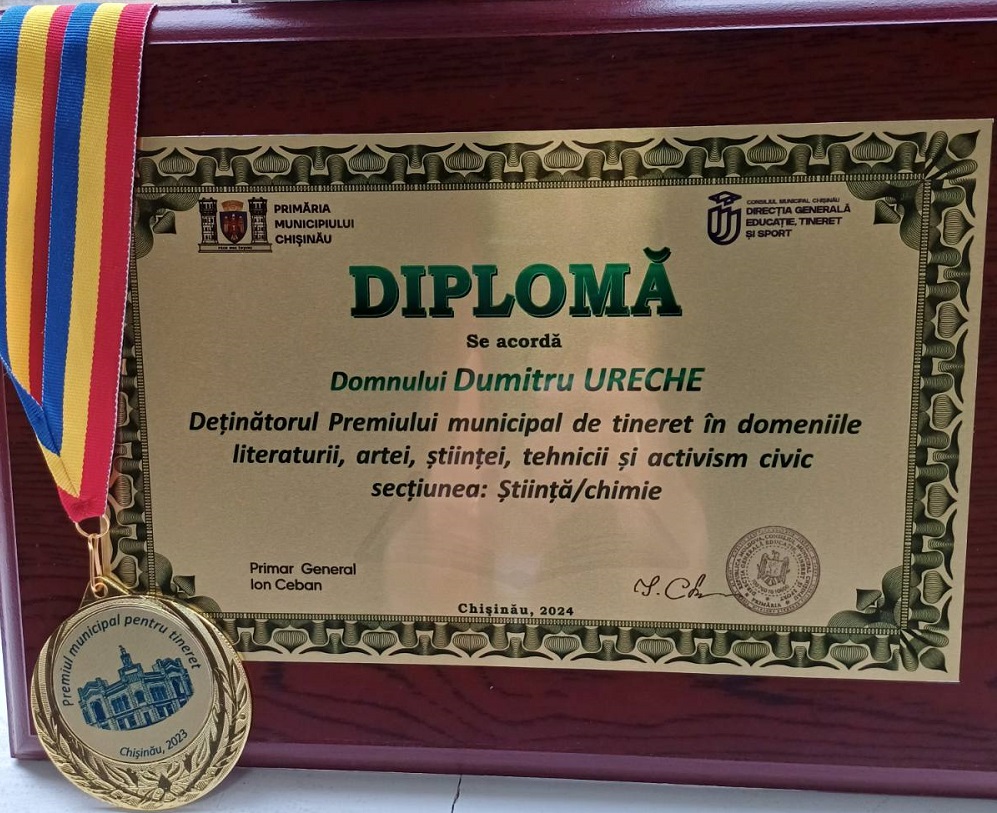 PRIMĂRIA
MUNICIPIULUI
CHIȘINĂU
CONSILIUL MUNICIPAL CHIȘINĂU
DIRECȚIA GENERALĂ
EDUCAȚIE, TINERET
ȘI SPORT
DIPLOMĂ
Se acordă
Domnului Dumitru URECHE
Deținătorul Premiului municipal de tineret în domeniile
literaturii, artei, științei, tehnicii și activism civic
secțiunea: Știință/chimie
Primar General
Ion Ceban
Chișinău, 2024
Premiul municipal pentru tineret
Chișinău, 2023